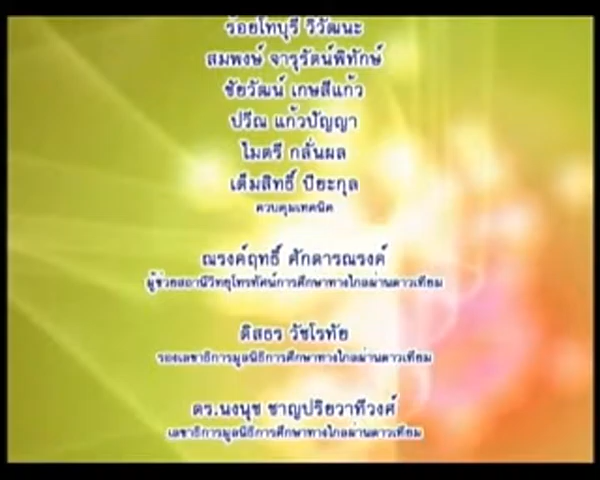 ร้อยโทบุรี วิวัฒนะ
สมพงษ์ จารุรัตน์พิทักษ์
ชัยวัฒน์ เกษสีแก้ว
ปวีณ แก้วปัญญา
ไมตรี กลั่นผล
เต็มสิทธิ์ ปิยะกุล
ควบคุมเทคนิค
ณรงค์ฤทธิ์ ศักดารณรงค์
ผู้ช่วยสถานีวิทยุโทรทัศน์การศึกษาทางไกลผ่านดาวเทียม
ดิสธร วัชโรทัย
รองเลขาธิการมูลนิธิการศึกษาทางไกลผ่านดาวเทียม
ดร.นงนุช ชาญปริยวาทีวงศ์
เลขาธิการมูลนิธิการศึกษาทางไกลผ่านดาวเทียม